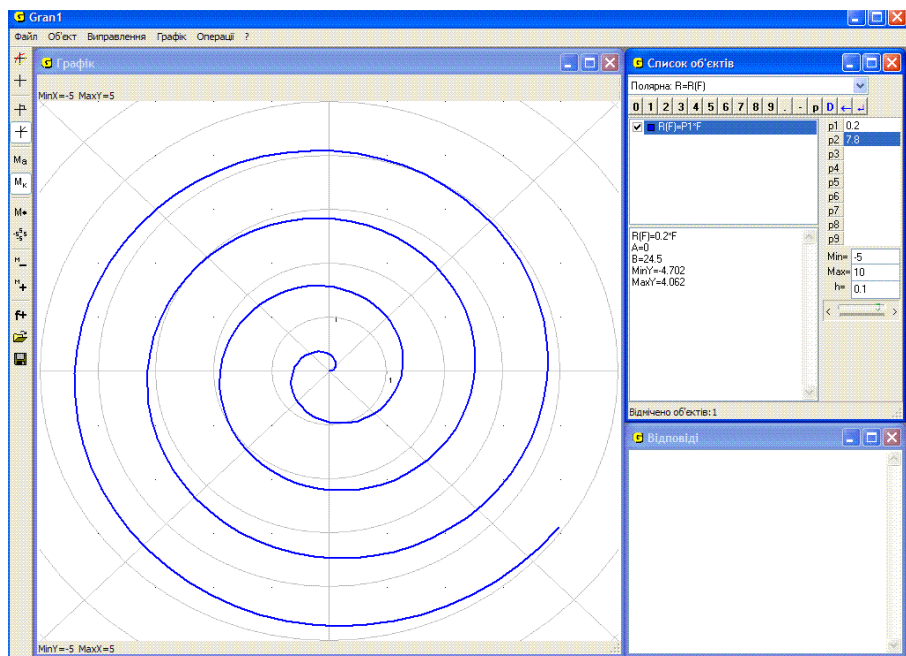 Gran1
Файл Об'єкт Виправлення Графік Операції ?
Графік
MinX=-5 MaxY=5
1
1
MinY=-5 MaxX=5
Ma
Мк
M
M
M
f+
Список об'єктів
Полярна: R=R(F)
0 1 2 3 4 5 6 7 8 9 . - p D ← ↲
R(F)=P1*F
p1 0.2
p2 7.8
p3
p4
p5
p6
p7
p8
p9
R(F)=0.2*F
A=0
B=24.5
MinY=-4.702
MaxY=4.062
Min= -5
Max= 10
h= 0.1
Відмічено об'єктів:1
Відповіді